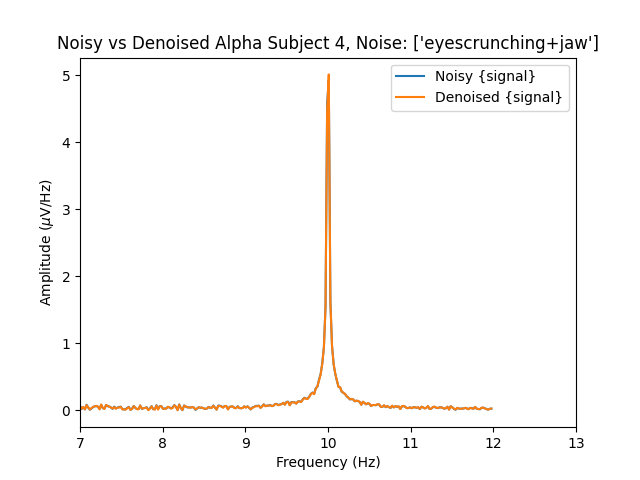 Noisy vs Denoised Alpha Subject 4, Noise: ['eyescrunching+jaw']
Noisy {signal}
Denoised {signal}
Amplitude (μV/Hz)
5
4
3
2
1
0
7 8 9 10 11 12 13
Frequency (Hz)